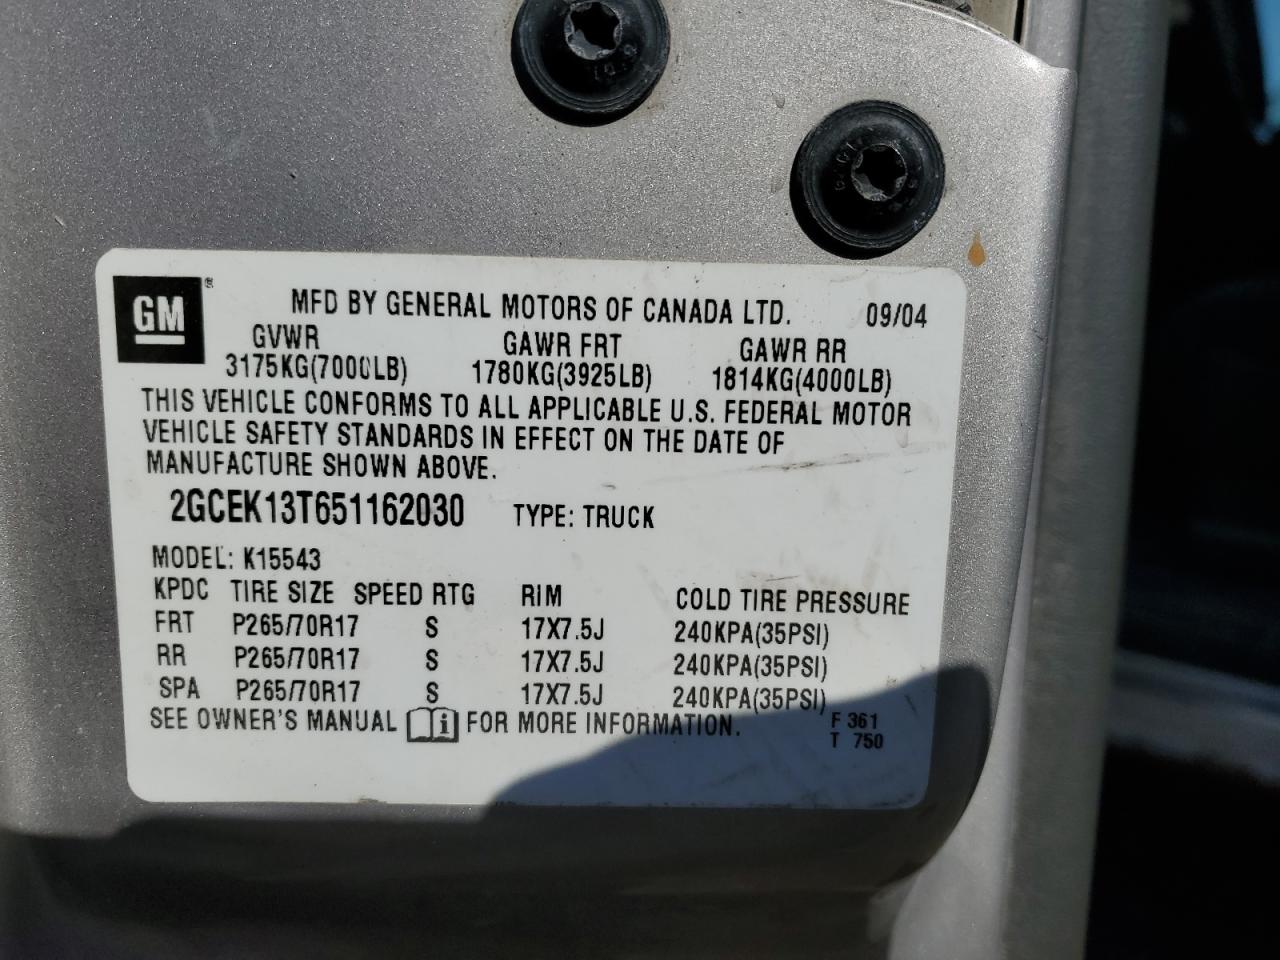 GM ®
MFD BY GENERAL MOTORS OF CANADA LTD. 09/04
GVWR GAWR FRT GAWR RR
3175KG(7000LB) 1780KG(3925LB) 1814KG(4000LB)
THIS VEHICLE CONFORMS TO ALL APPLICABLE U.S. FEDERAL MOTOR
VEHICLE SAFETY STANDARDS IN EFFECT ON THE DATE OF
MANUFACTURE SHOWN ABOVE.
2GCEK13T651162030 TYPE: TRUCK
MODEL: K15543
KPDC TIRE SIZE SPEED RTG RIM COLD TIRE PRESSURE
FRT P265/70R17 S 17X7.5J 240KPA(35PSI)
RR P265/70R17 S 17X7.5J 240KPA(35PSI)
SPA P265/70R17 S 17X7.5J 240KPA(35PSI)
SEE OWNER'S MANUAL i FOR MORE INFORMATION. F 361
T 750